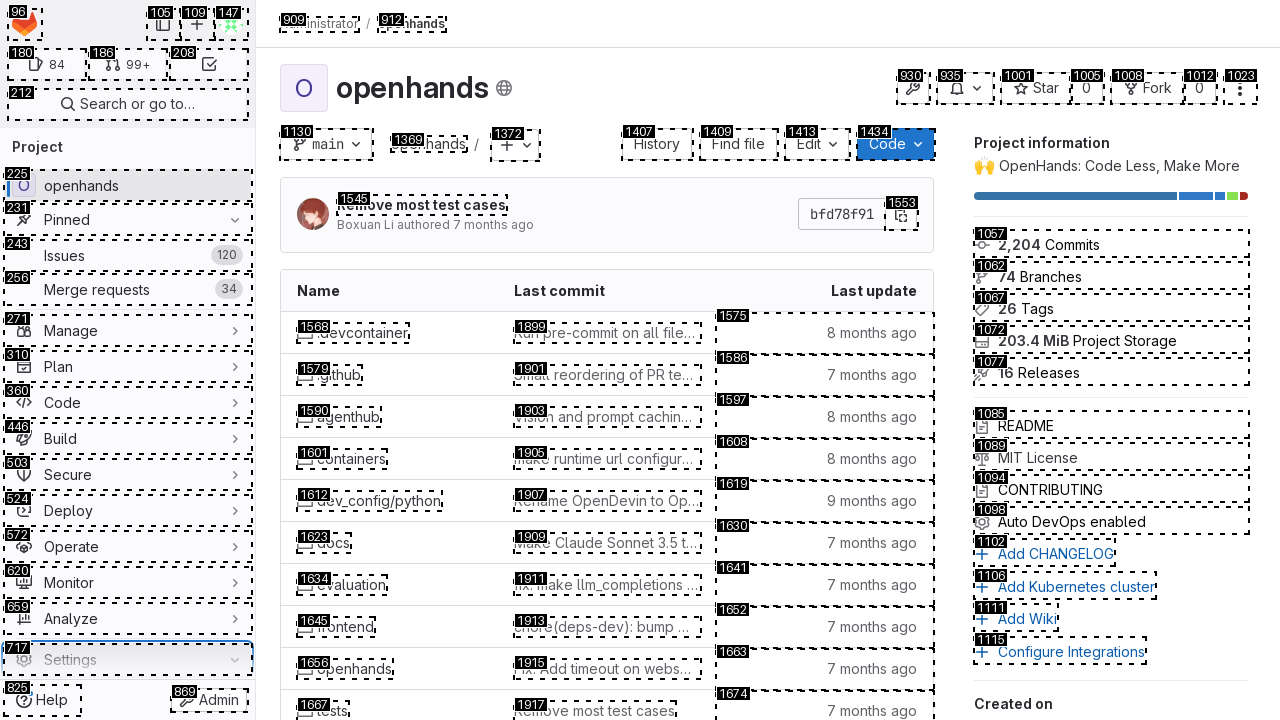 96
105
109
147
180
84
186
99+
208
212
Search or go to…
Project
225
O
openhands
231
Pinned
243
Issues
120
256
Merge requests
34
271
Manage
310
Plan
360
Code
446
Build
503
Secure
524
Deploy
572
Operate
620
Monitor
659
Analyze
717
Settings
825
Help
869
Admin
909
Administrator
/
912
openhands
O
openhands
930
935
1001
Star
1005
0
1008
Fork
1012
0
1023
1130
main
1369
openhands
/
1372
1407
History
1409
Find file
1413
Edit
1434
Code
1545
Remove most test cases
Boxuan Li authored 7 months ago
bfd78f91
1553
Name
Last commit
Last update
1568
.devcontainer
1899
Run pre-commit on all file…
1575
8 months ago
1579
.github
1901
Small reordering of PR te…
1586
7 months ago
1590
agenthub
1903
Vision and prompt cachin…
1597
8 months ago
1601
containers
1905
make runtime url configur…
1608
8 months ago
1612
dev_config/python
1907
Rename OpenDevin to Op…
1619
9 months ago
1623
docs
1909
Make Claude Sonnet 3.5 t…
1630
7 months ago
1634
evaluation
1911
fix: make llm_completions …
1641
7 months ago
1645
frontend
1913
chore(deps-dev): bump …
1652
7 months ago
1656
openhands
1915
Fix: Add timeout on webs…
1663
7 months ago
1667
tests
1917
Remove most test cases
1674
7 months ago
Project information
🙌 OpenHands: Code Less, Make More
1057
2,204 Commits
1062
74 Branches
1067
26 Tags
1072
203.4 MiB Project Storage
1077
16 Releases
1085
README
1089
MIT License
1094
CONTRIBUTING
1098
Auto DevOps enabled
1102
Add CHANGELOG
1106
Add Kubernetes cluster
1111
Add Wiki
1115
Configure Integrations
Created on